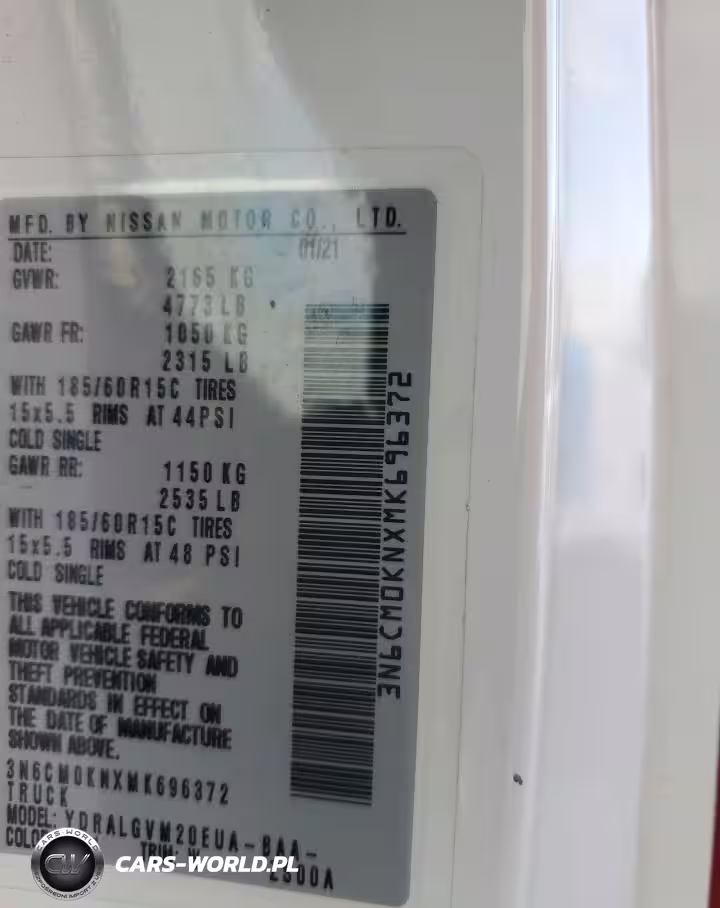 MFD. BY NISSAN MOTOR CO., LTD.
DATE: 01/21
GVWR: 2165 KG
4773 LB
GAWR FR: 1050 KG
2315 LB
WITH 185/60R15C TIRES
15x5.5 RIMS AT 44PSI
COLD SINGLE
GAWR RR: 1150 KG
2535 LB
WITH 185/60R15C TIRES
15x5.5 RIMS AT 48 PSI
COLD SINGLE
THIS VEHICLE CONFORMS TO
ALL APPLICABLE FEDERAL
MOTOR VEHICLE SAFETY AND
THEFT PREVENTION
STANDARDS IN EFFECT ON
THE DATE OF MANUFACTURE
SHOWN ABOVE.
3N6CM0KNXMK696372
TRUCK
MODEL: YDRALGVM20EUA-BAA-
TRIM:
3N6CM0KNXMK696372
CARS-WORLD
CW
CARS-WORLD.PL